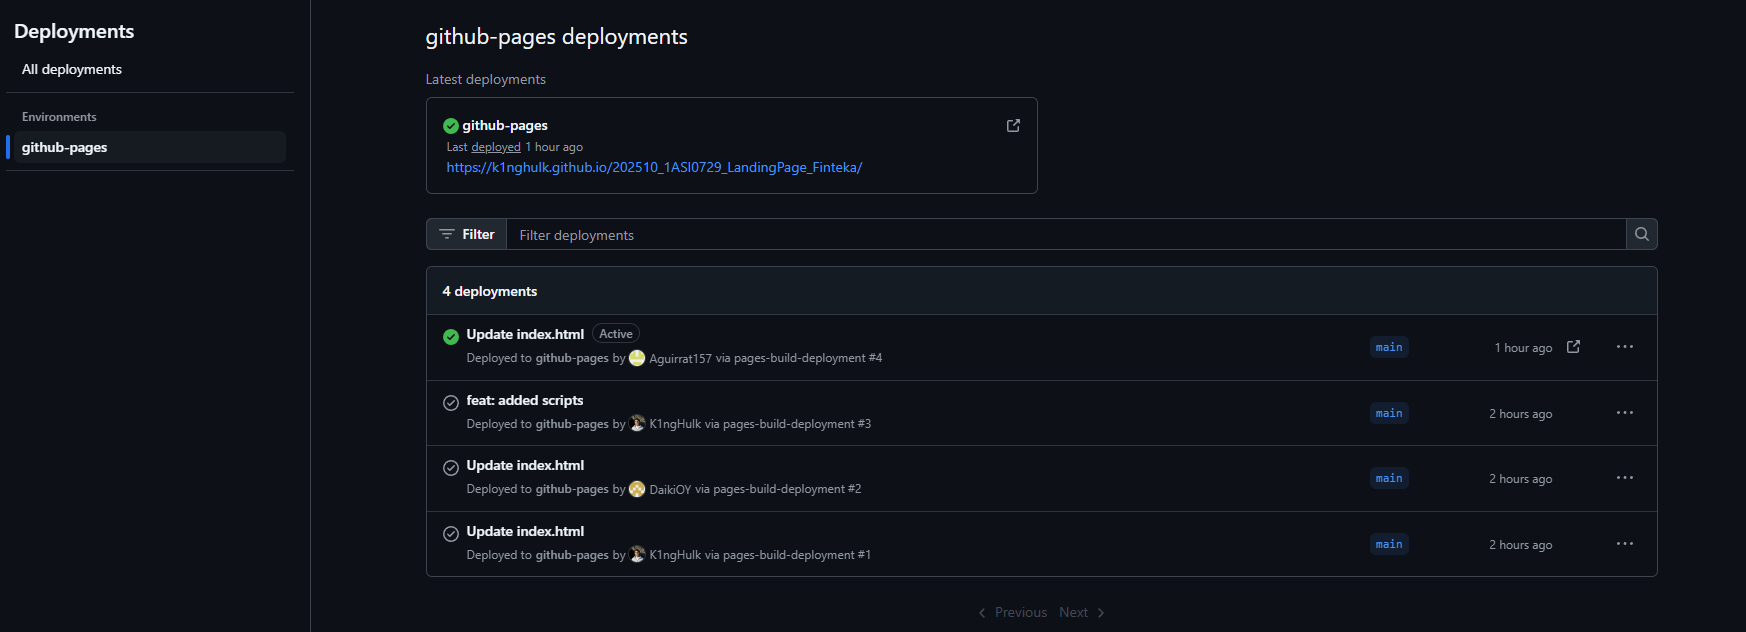 Deployments
All deployments
Environments
github-pages
github-pages deployments
Latest deployments
github-pages
Last deployed 1 hour ago
https://k1nghulk.github.io/202510_1ASI0729_LandingPage_Finteka/
Filter
Filter deployments
4 deployments
Update index.html Active
Deployed to github-pages by Aguirrat157 via pages-build-deployment #4
main
1 hour ago
feat: added scripts
Deployed to github-pages by K1ngHulk via pages-build-deployment #3
main
2 hours ago
Update index.html
Deployed to github-pages by DaikiOY via pages-build-deployment #2
main
2 hours ago
Update index.html
Deployed to github-pages by K1ngHulk via pages-build-deployment #1
main
2 hours ago
Previous Next